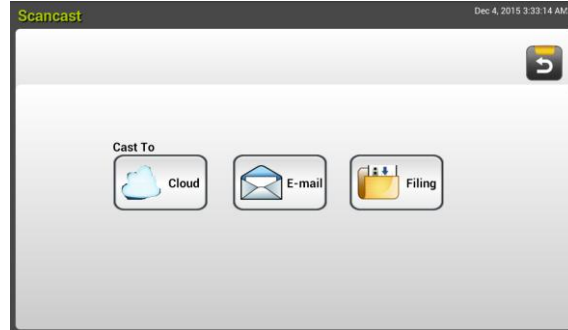 Scancast
Dec 4, 2015 3:33:14 AM
Cast To
Cloud
E-mail
Filing